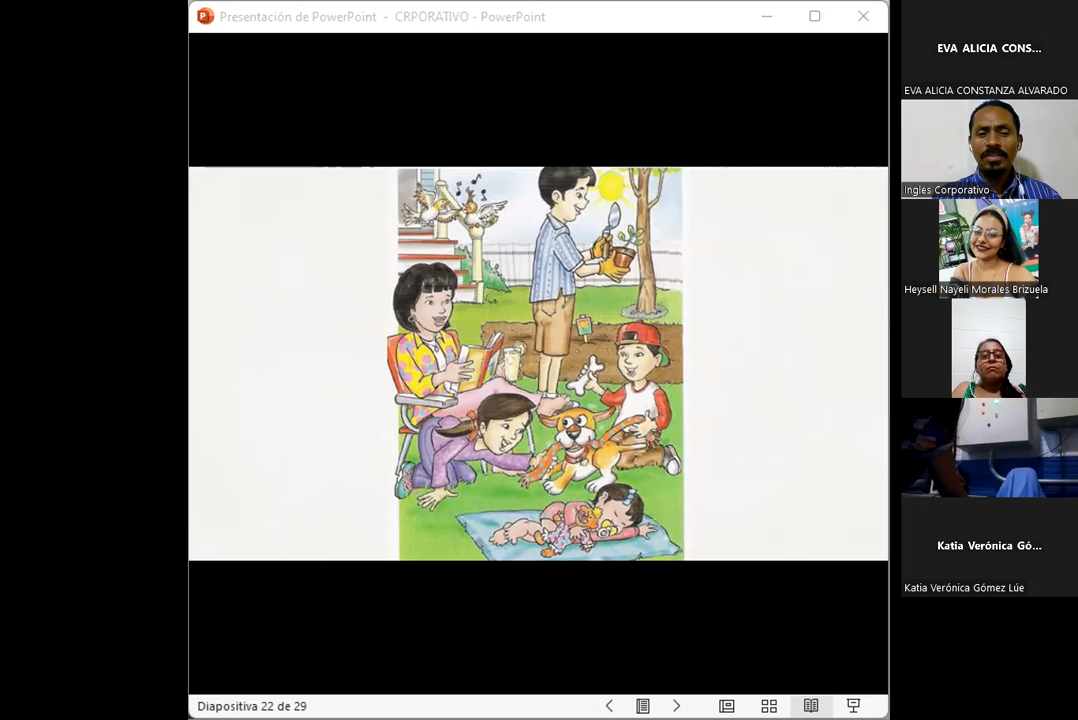 Presentación de PowerPoint - CRPORATIVO - PowerPoint
EVA ALICIA CONS...
EVA ALICIA CONSTANZA ALVARADO
Ingles Corporativo
Heysell Nayeli Morales Brizuela
Katia Verónica Gó...
Katia Verónica Gómez Lúe
Diapositiva 22 de 29